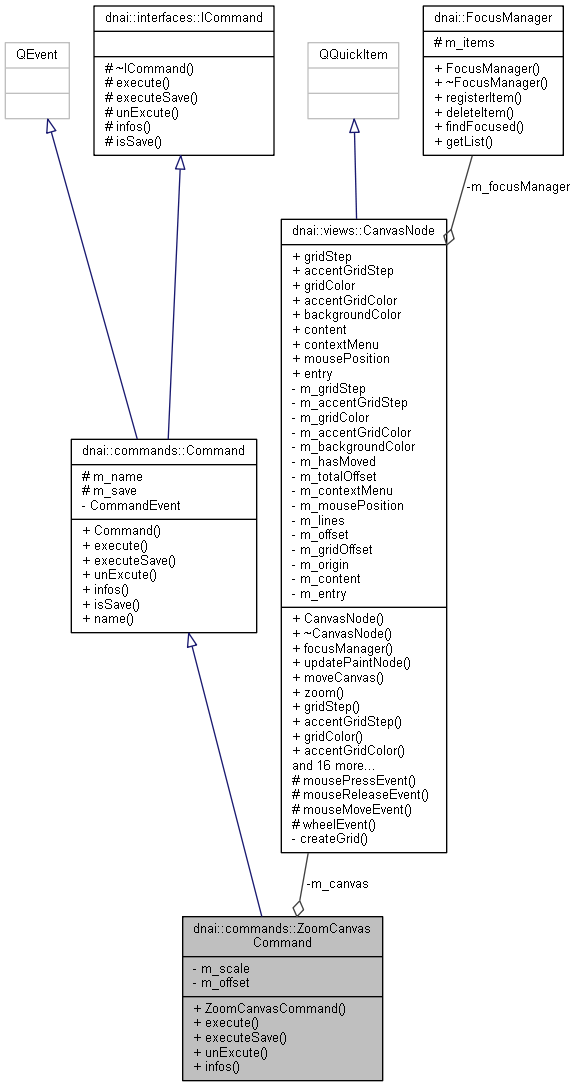 dnai::interfaces::ICommand
# ~ICommand()
# execute()
# executeSave()
# unExcute()
# infos()
# isSave()
dnai::FocusManager
# m_items
+ FocusManager()
+ ~FocusManager()
+ registerItem()
+ deleteItem()
+ findFocused()
+ getList()
QEvent
QQuickItem
-m_focusManager
dnai::views::CanvasNode
+ gridStep
+ accentGridStep
+ gridColor
+ accentGridColor
+ backgroundColor
+ content
+ contextMenu
+ mousePosition
+ entry
- m_gridStep
- m_accentGridStep
- m_gridColor
- m_accentGridColor
- m_backgroundColor
- m_hasMoved
- m_totalOffset
- m_contextMenu
- m_mousePosition
- m_lines
- m_offset
- m_gridOffset
- m_origin
- m_content
- m_entry
+ CanvasNode()
+ ~CanvasNode()
+ focusManager()
+ updatePaintNode()
+ moveCanvas()
+ zoom()
+ gridStep()
+ accentGridStep()
+ gridColor()
+ accentGridColor()
and 16 more...
# mousePressEvent()
# mouseReleaseEvent()
# mouseMoveEvent()
# wheelEvent()
- createGrid()
dnai::commands::Command
# m_name
# m_save
- CommandEvent
+ Command()
+ execute()
+ executeSave()
+ unExcute()
+ infos()
+ isSave()
+ name()
-m_canvas
dnai::commands::ZoomCanvas
Command
- m_scale
- m_offset
+ ZoomCanvasCommand()
+ execute()
+ executeSave()
+ unExcute()
+ infos()